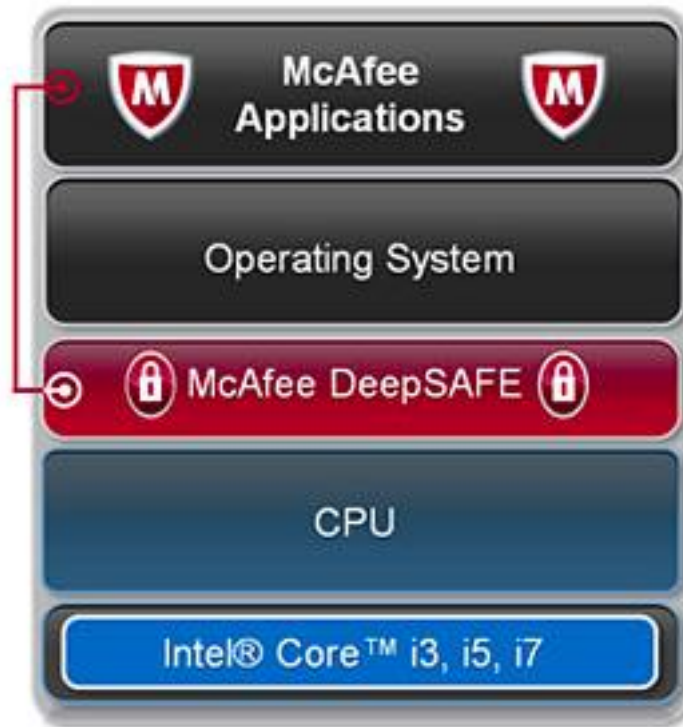 M McAfee M
Applications
Operating System
McAfee DeepSAFE
CPU
Intel® Core™ i3, i5, i7